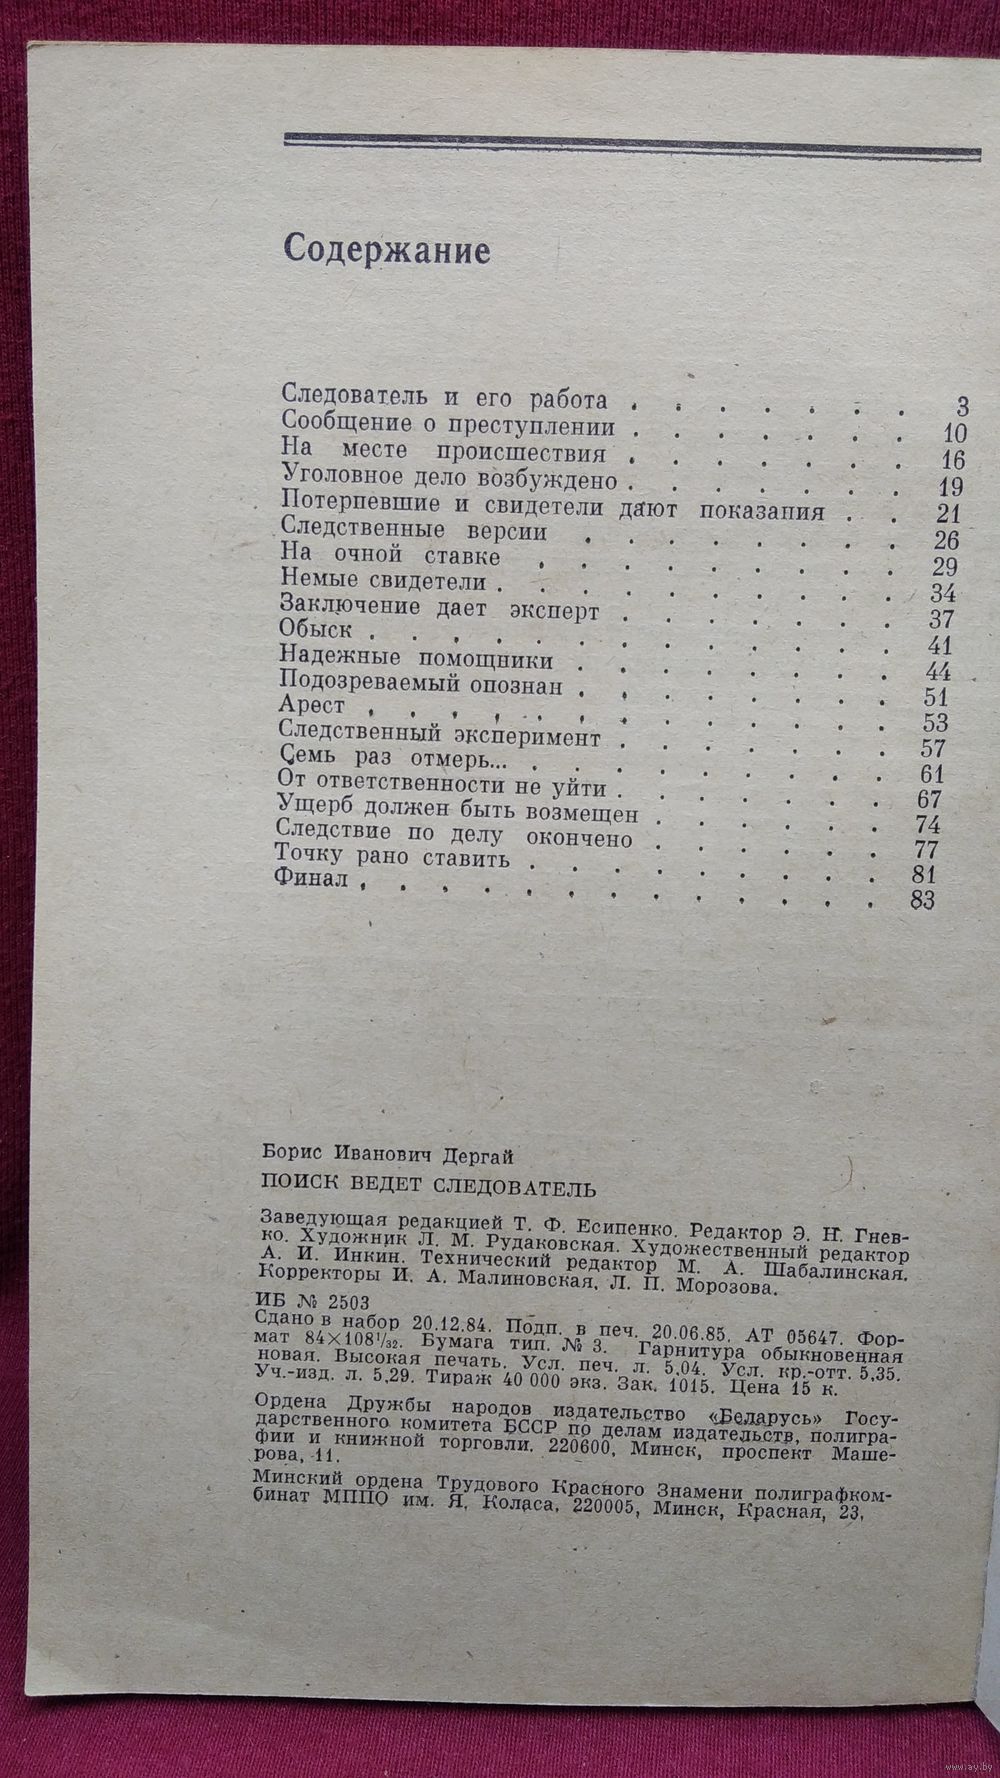 Содержание
Следователь и его работа . . . . . . . 3
Сообщение о преступлении . . . . . . . 10
На месте происшествия . . . . . . . 16
Уголовное дело возбуждено . . . . . . . 19
Потерпевшие и свидетели дают показания . . 21
Следственные версии . . . . . . . . 26
На очной ставке . . . . . . . . . 29
Немые свидетели . . . . . . . . . . 34
Заключение дает эксперт . . . . . . . 37
Обыск . . . . . . . . . . . . . 41
Надежные помощники . . . . . . . . 44
Подозреваемый опознан . . . . . . . . 51
Арест . . . . . . . . . . . . . 53
Следственный эксперимент . . . . . . . 57
Семь раз отмерь... . . . . . . . . . 61
От ответственности не уйти . . . . . . . 67
Ущерб должен быть возмещен . . . . . . 74
Следствие по делу окончено . . . . . . 77
Точку рано ставить . . . . . . . . . 81
Финал . . . . . . . . . . . . . 83
Борис Иванович Дергай
ПОИСК ВЕДЕТ СЛЕДОВАТЕЛЬ
Заведующая редакцией Т. Ф. Есипенко. Редактор Э. Н. Гнев-
ко. Художник Л. М. Рудаковская. Художественный редактор
А. И. Инкин. Технический редактор М. А. Шабалинская.
Корректоры И. А. Малиновская, Л. П. Морозова.
ИБ № 2503
Сдано в набор 20.12.84. Подп. в печ. 20.06.85. АТ 05647. Фор-
мат 84×108¹/₃₂. Бумага тип. № 3. Гарнитура обыкновенная
новая. Высокая печать. Усл. печ. л. 5,04. Усл. кр.-отт. 5,35.
Уч.-изд. л. 5,29. Тираж 40 000 экз. Зак. 1015. Цена 15 к.
Ордена Дружбы народов издательство «Беларусь» Госу-
дарственного комитета БССР по делам издательств, полигра-
фии и книжной торговли. 220600, Минск, проспект Маше-
рова, 11.
Минский ордена Трудового Красного Знамени полиграфком-
бинат МППО им. Я. Коласа. 220005, Минск, Красная, 23.
www.ay.by